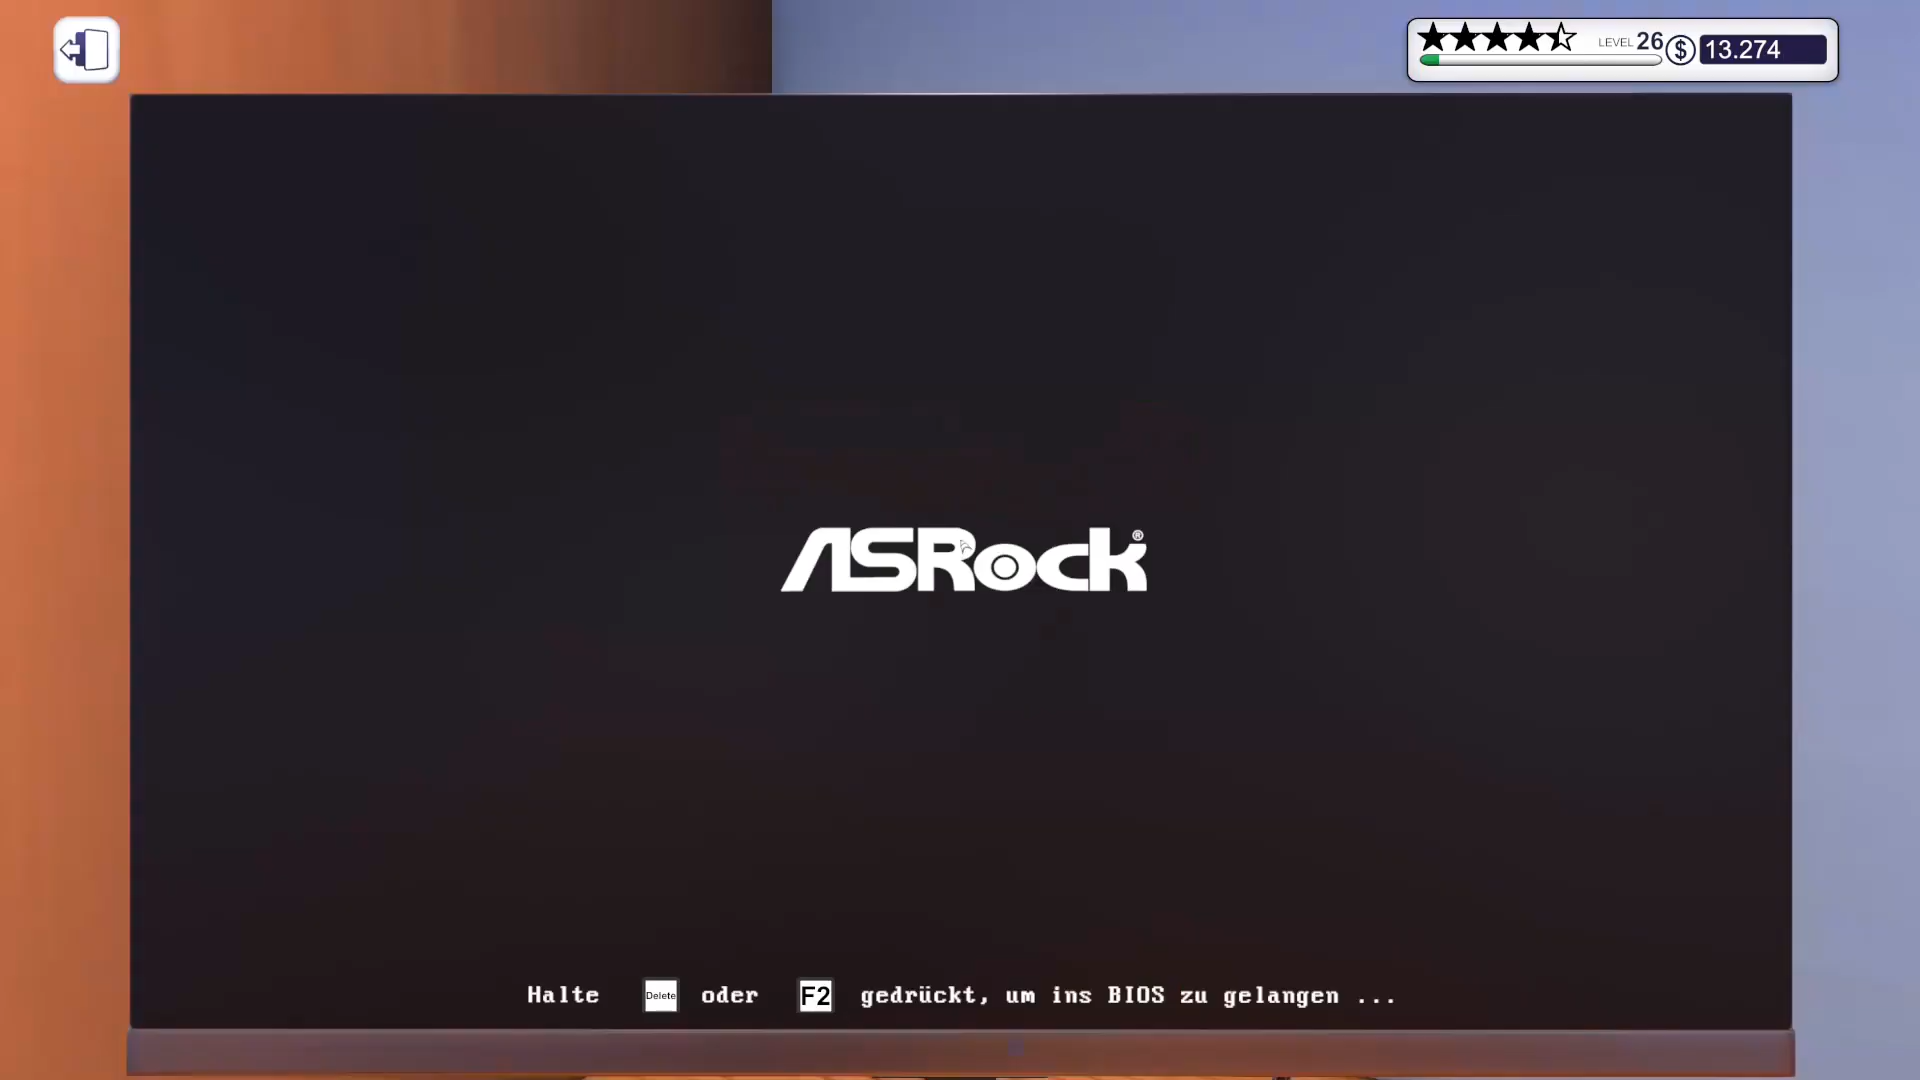 LEVEL 26
$ 13.274
ASRock®
Halte Delete oder F2 gedrückt, um ins BIOS zu gelangen ...